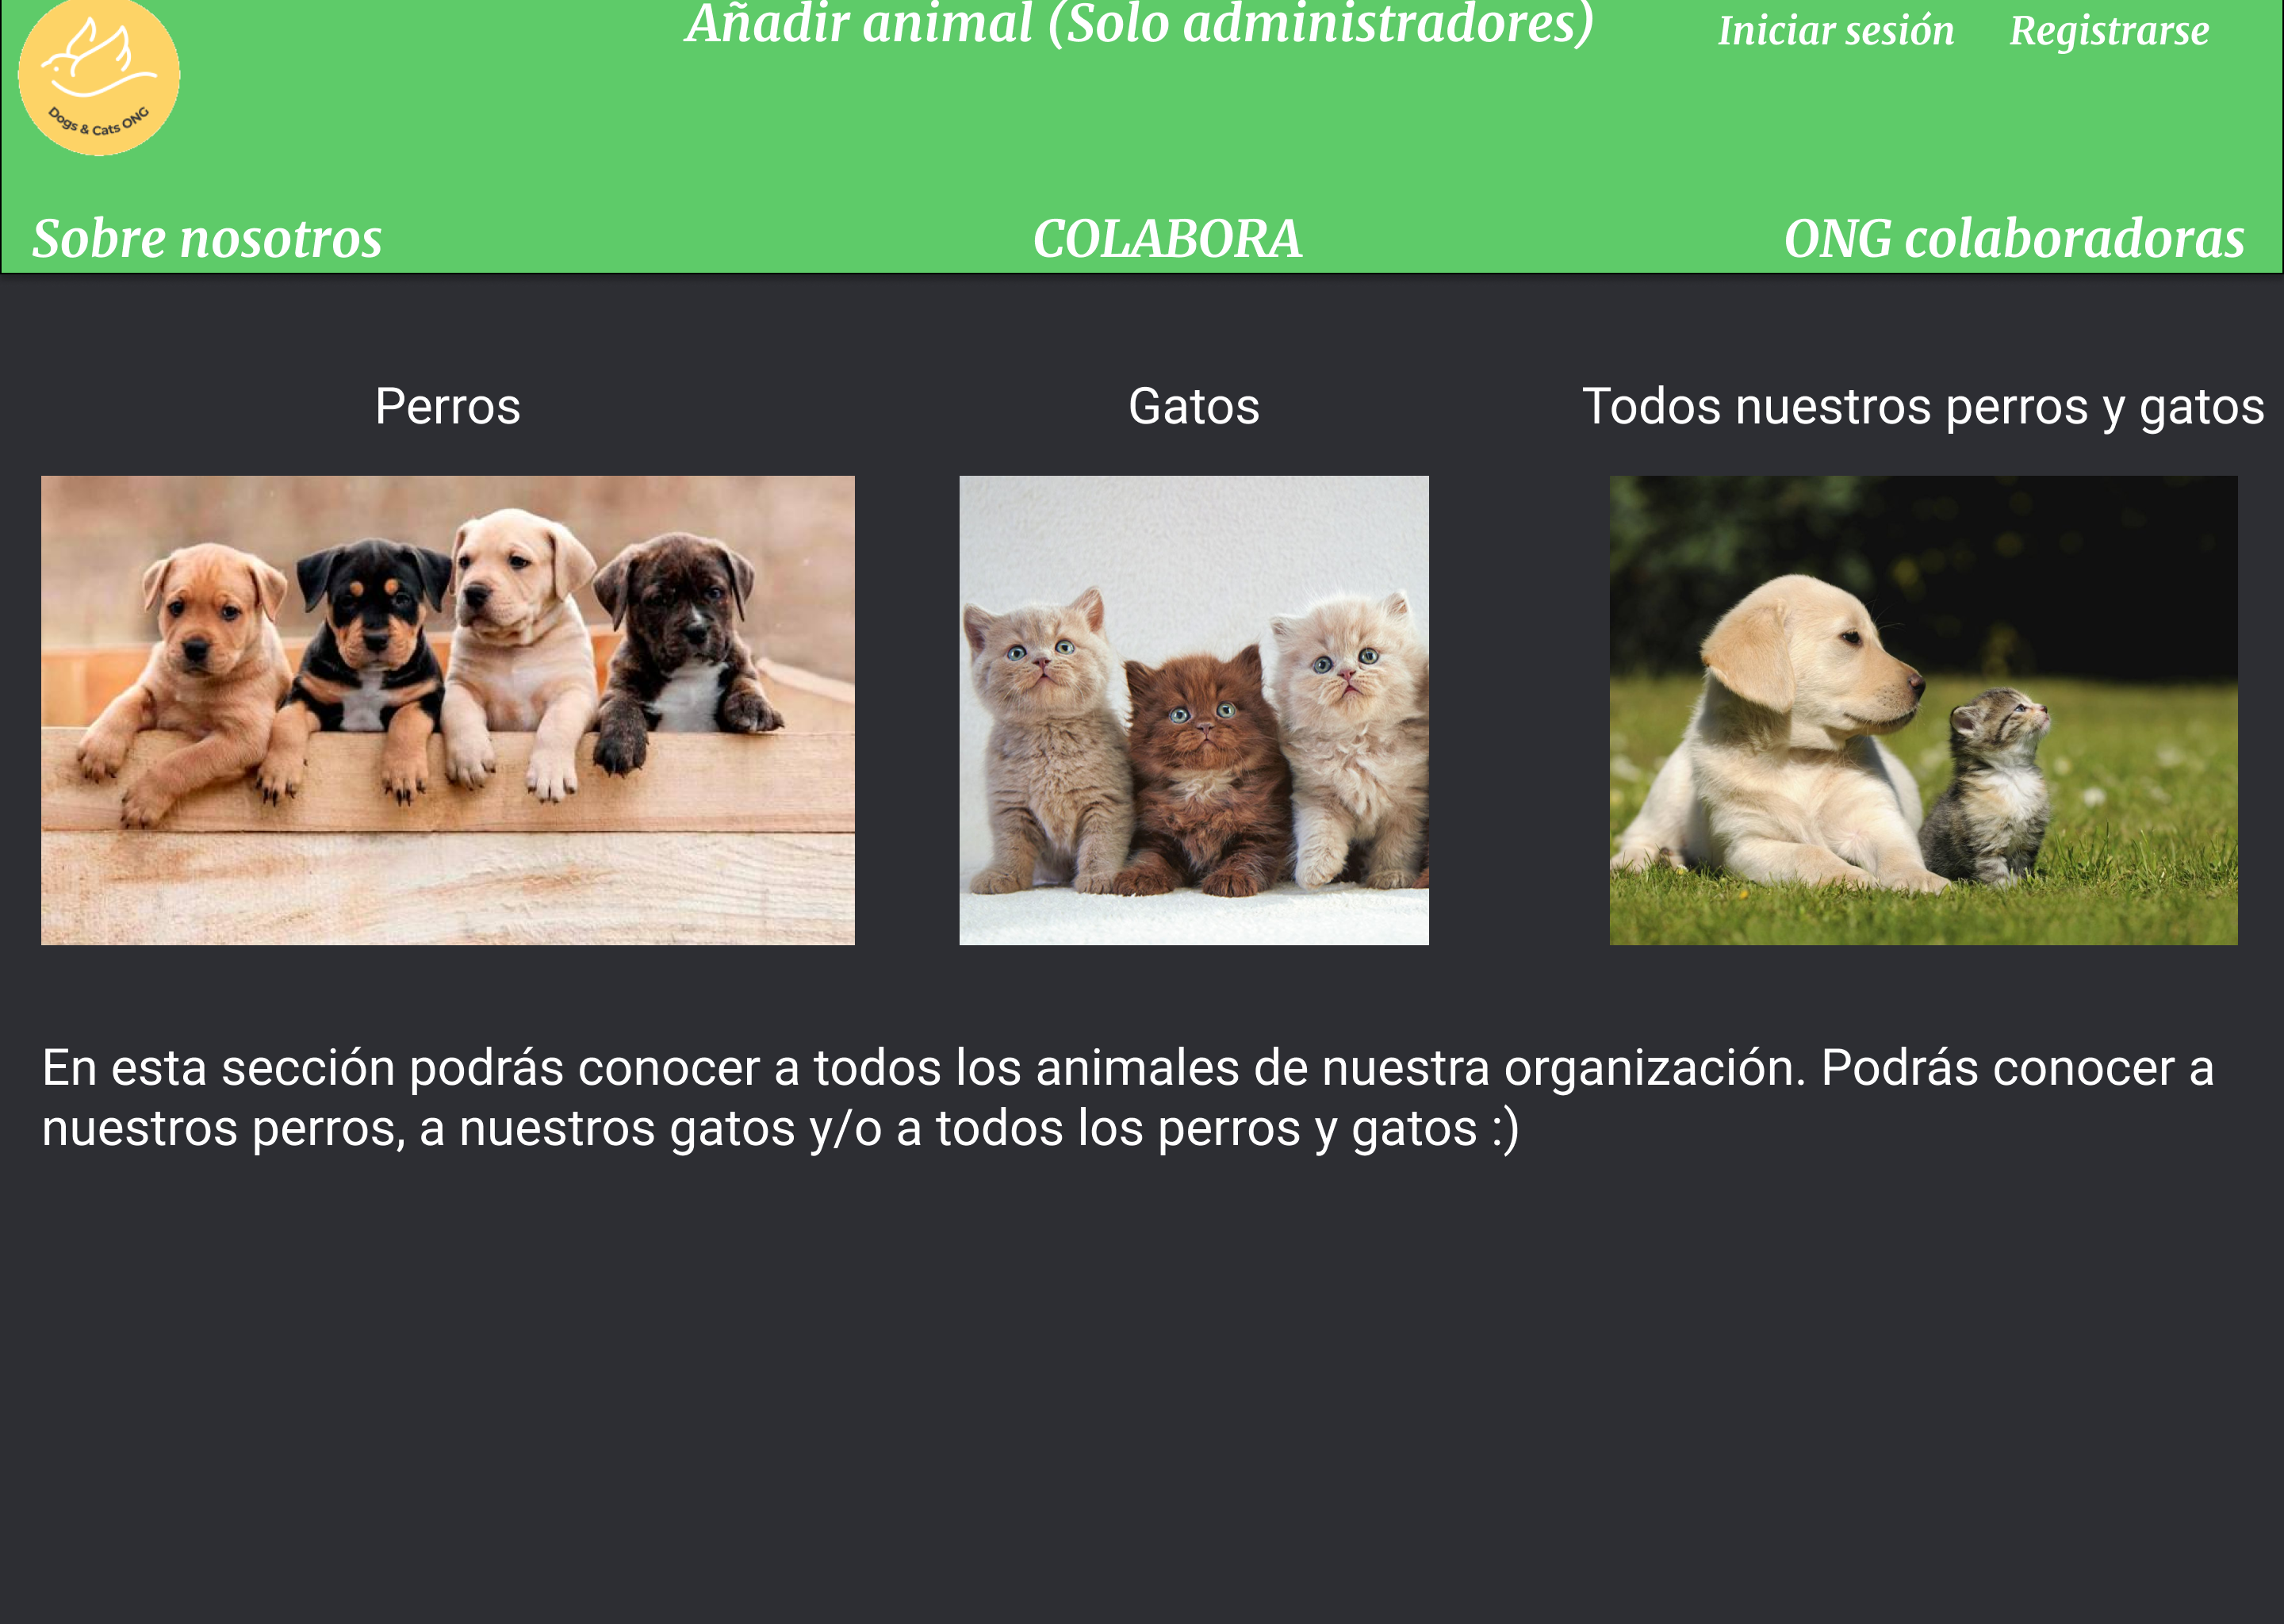 Añadir animal (Solo administradores)
Iniciar sesión
Registrarse
Dogs & Cats ONG
Sobre nosotros
COLABORA
ONG colaboradoras
Perros
Gatos
Todos nuestros perros y gatos
En esta sección podrás conocer a todos los animales de nuestra organización. Podrás conocer a
nuestros perros, a nuestros gatos y/o a todos los perros y gatos :)